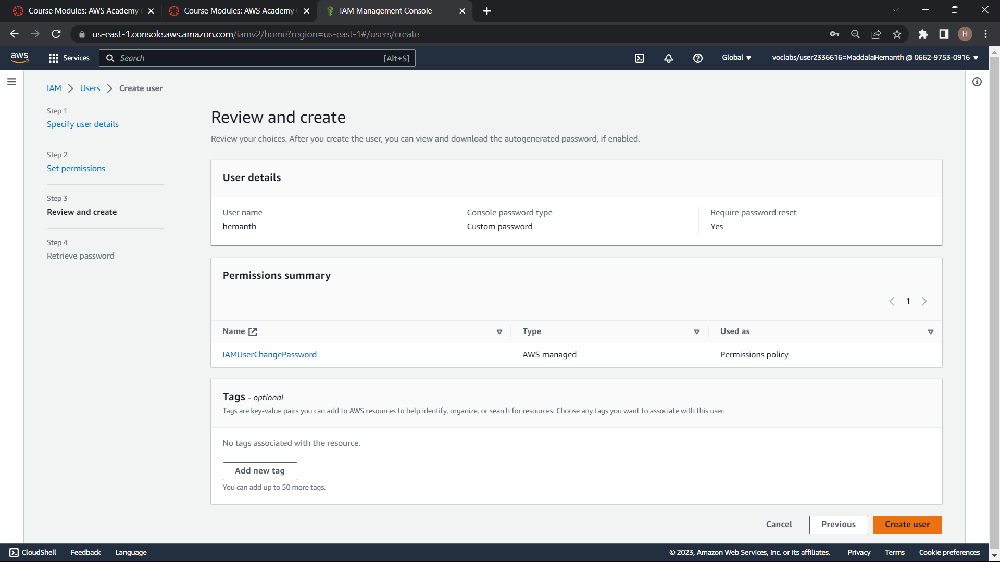 Course Modules: AWS Academy
Course Modules: AWS Academy
IAM Management Console
us-east-1.console.aws.amazon.com/iamv2/home?region=us-east-1#/users/create
H
aws
Services
Search
[Alt+S]
Global
voclabs/user2336616=MaddalaHemanth @ 0662-9753-0916
IAM
Users
Create user
Step 1
Specify user details
Step 2
Set permissions
Step 3
Review and create
Step 4
Retrieve password
Review and create
Review your choices. After you create the user, you can view and download the autogenerated password, if enabled.
User details
User name
hemanth
Console password type
Custom password
Require password reset
Yes
Permissions summary
1
Name
Type
Used as
IAMUserChangePassword
AWS managed
Permissions policy
Tags - optional
Tags are key-value pairs you can add to AWS resources to help identify, organize, or search for resources. Choose any tags you want to associate with this user.
No tags associated with the resource.
Add new tag
You can add up to 50 more tags.
Cancel
Previous
Create user
CloudShell
Feedback
Language
© 2023, Amazon Web Services, Inc. or its affiliates.
Privacy
Terms
Cookie preferences